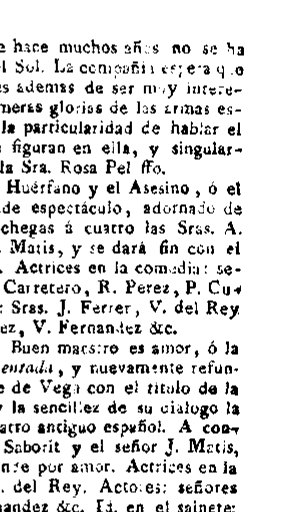 e hace muchos años no se ha
el Sol. La compañía espera que
es ademas de ser muy intere-
meras glorias de las armas es-
la particularidad de hablar el
figuran en ella, y singular-
la Sra. Rosa Pel ffo.
Huérfano y el Asesino, ó el
de espectáculo, adornado de
chegas á cuatro las Sras. A.
Matis, y se dará fin con el
. Actrices en la comedia: se-
Carretero, R. Perez, P. Cu-
: Sras. J. Ferrer, V. del Rey
ez, V. Fernandez &c.
Buen maestro es amor, ó la
entada, y nuevamente refun-
e de Vega con el titulo de la
y la sencillez de su dialogo la
atro antiguo español. A con-
Saborit y el señor J. Matis,
nte por amor. Actrices en la
. del Rey. Actores: señores
nandez &c. Id. en el sainete: